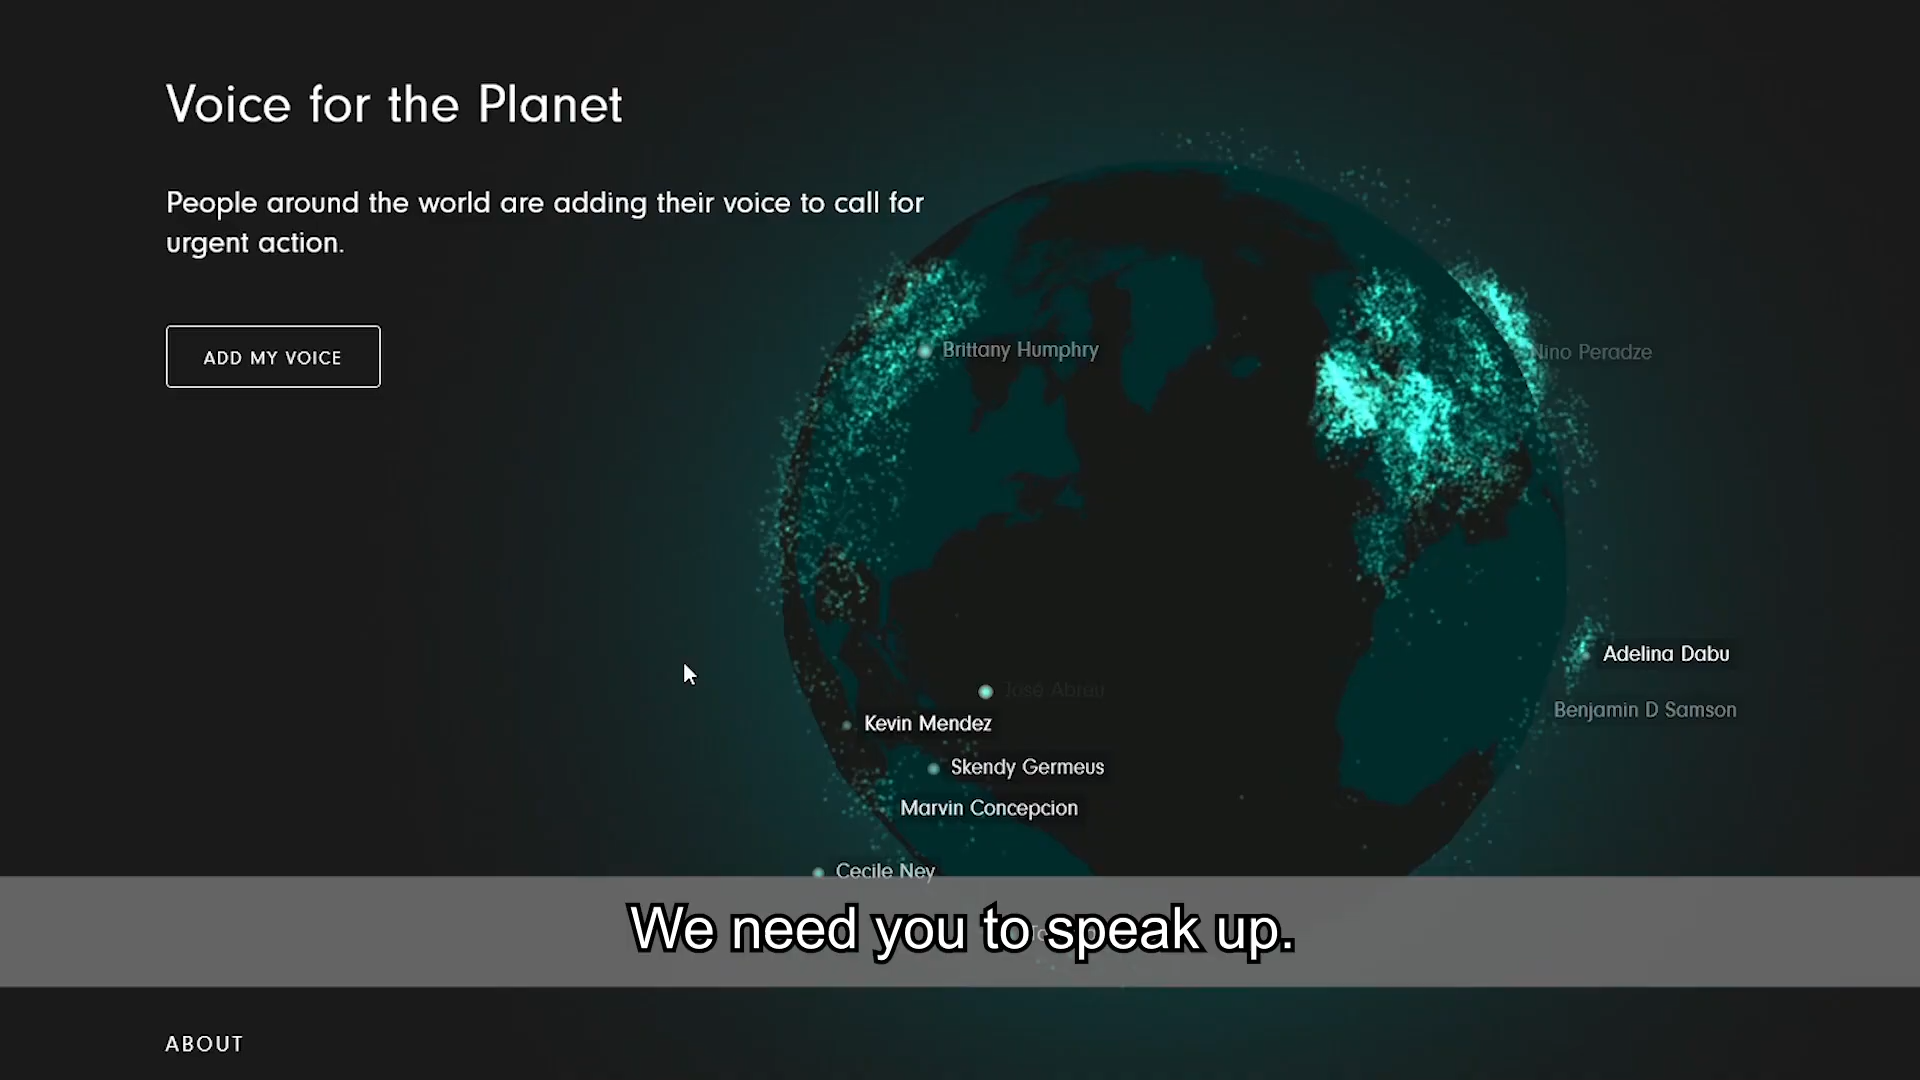 Voice for the Planet
People around the world are adding their voice to call for
urgent action.
ADD MY VOICE
Brittany Humphry
Nino Peradze
Adelina Dabu
José Abreu
Benjamin D Samson
Kevin Mendez
Skendy Germeus
Marvin Concepcion
Cecile Ney
We need you to speak up.
ABOUT